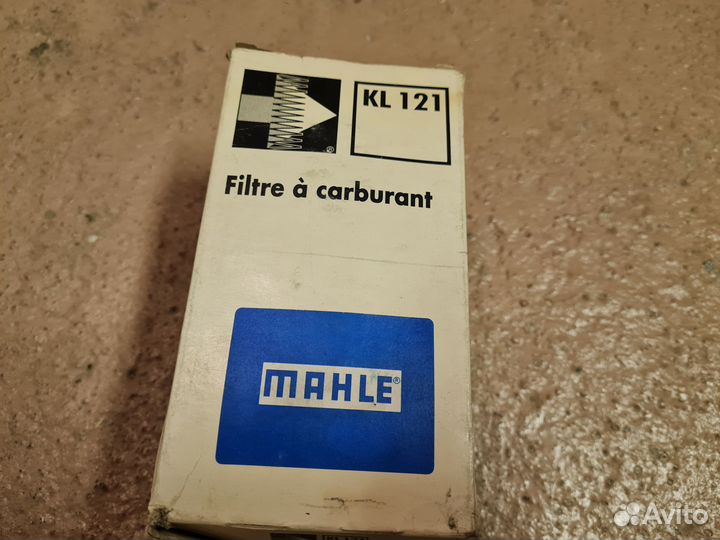 KL 121
Filtre à carburant
MAHLE®
Avito